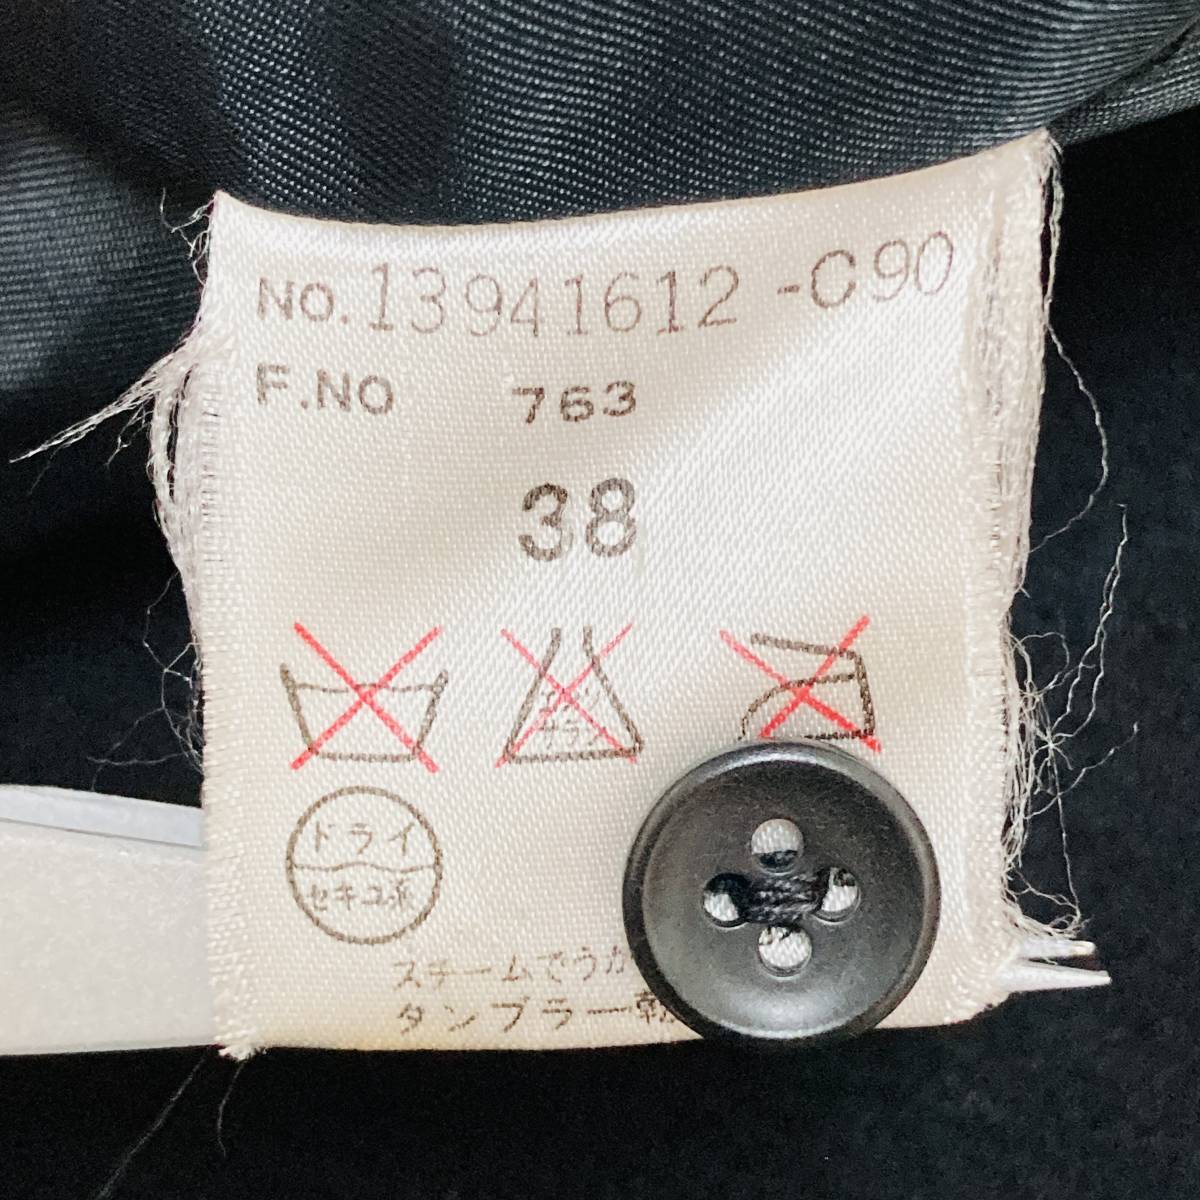 NO.13941612 -C90
F.NO 763
38
ドライ
セキユ系
スチームでうか
タンブラー乾